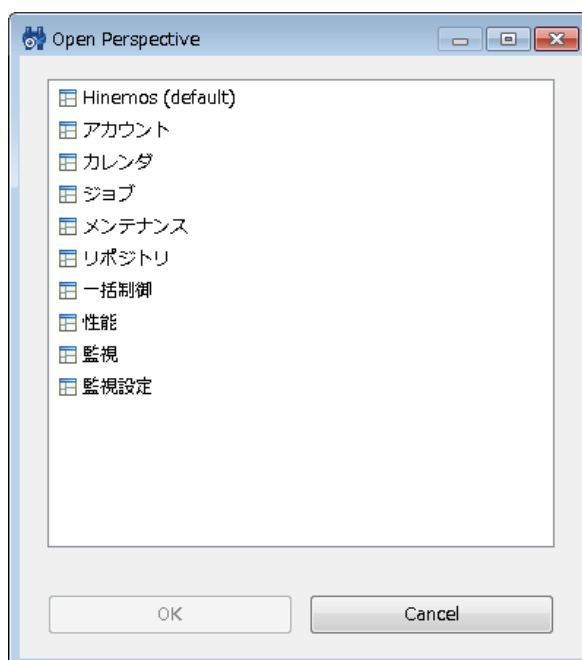 Open Perspective
Hinemos (default)
アカウント
カレンダ
ジョブ
メンテナンス
リポジトリ
一括制御
性能
監視
監視設定
OK
Cancel